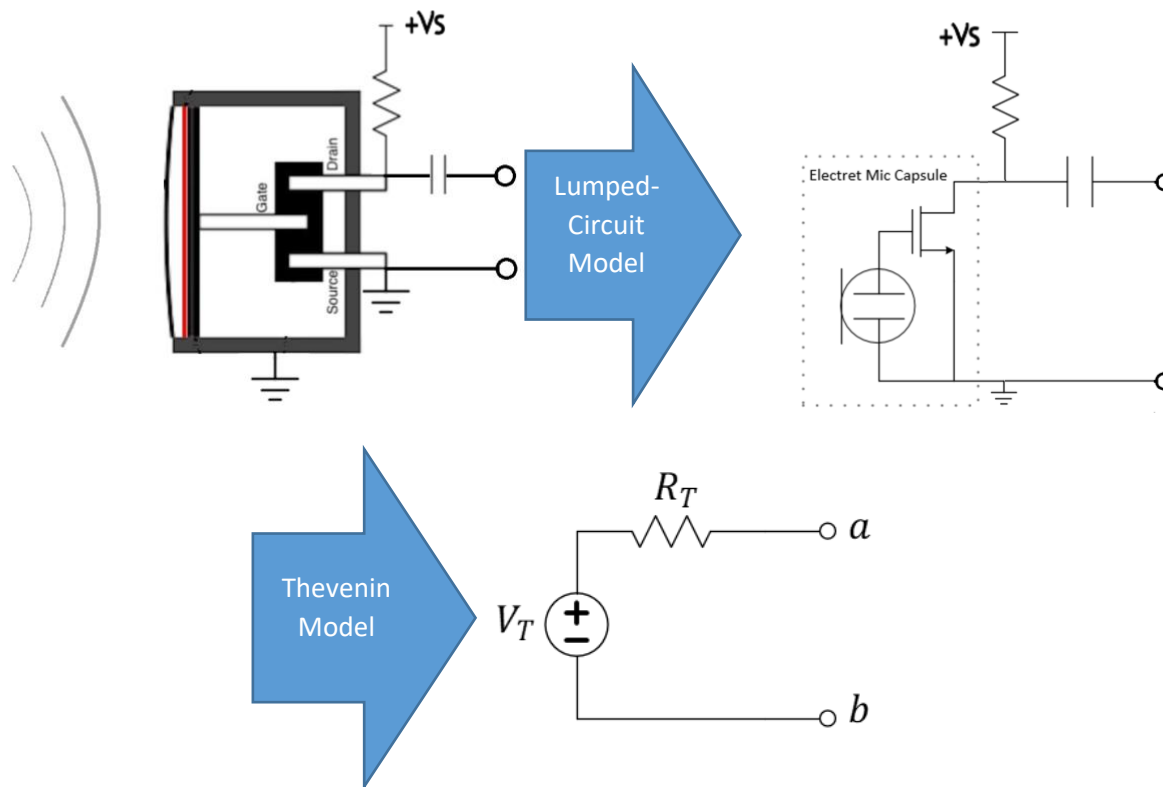 +Vs
Drain
Gate
Source
Lumped-
Circuit
Model
+Vs
Electret Mic Capsule
Thevenin
Model
R_T
a
V_T
+
−
b